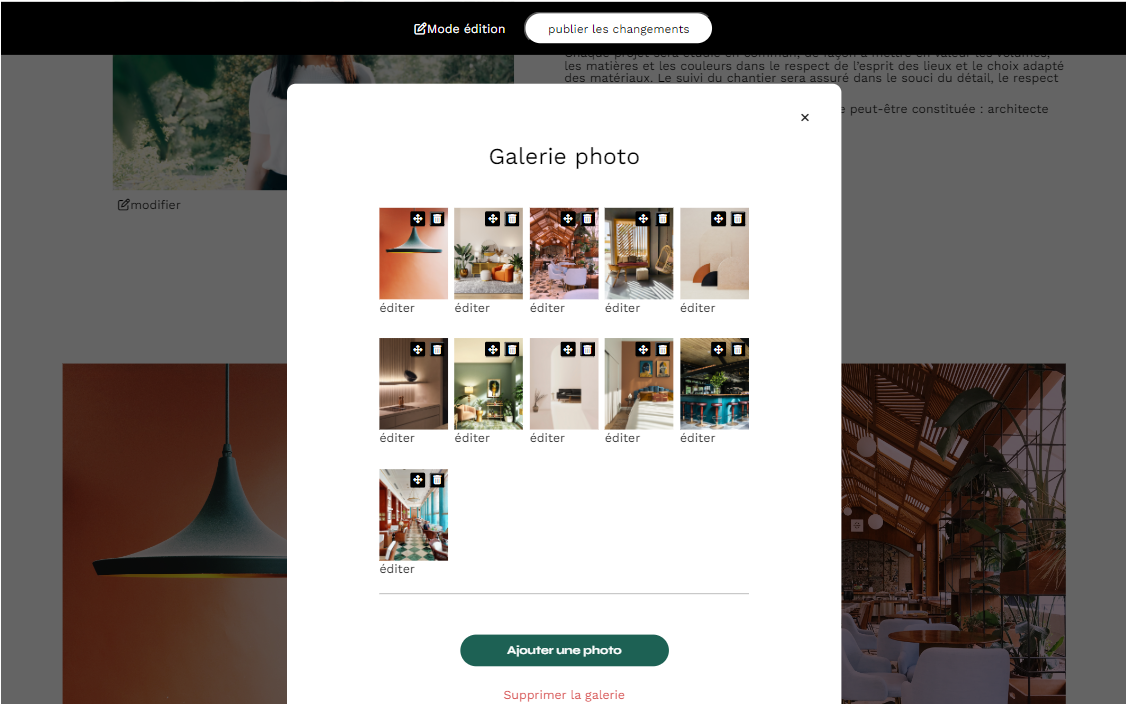 Mode édition
publier les changements
les matières et les couleurs dans le respect de l'esprit des lieux et le choix adapté
des matériaux. Le suivi du chantier sera assuré dans le souci du détail, le respect
peut-être constituée : architecte
modifier
×
Galerie photo
éditer éditer éditer éditer éditer
éditer éditer éditer éditer éditer
éditer
Ajouter une photo
Supprimer la galerie